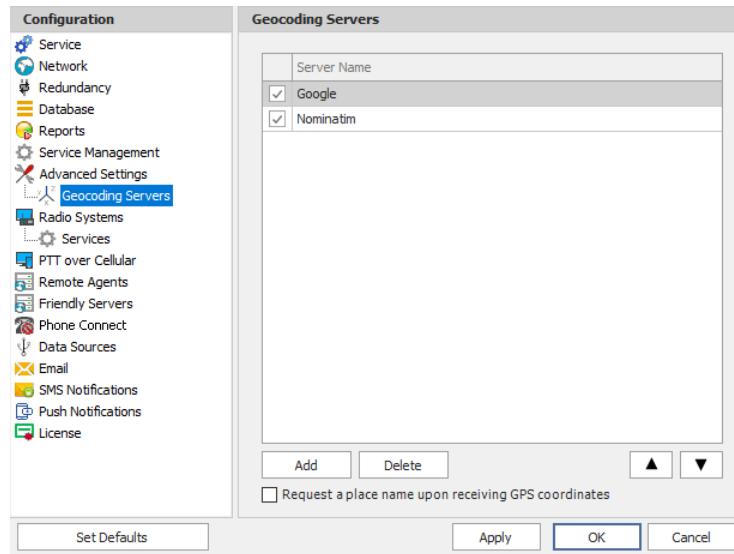 Configuration
Service
Network
Redundancy
Database
Reports
Service Management
Advanced Settings
Geocoding Servers
Radio Systems
Services
PTT over Cellular
Remote Agents
Friendly Servers
Phone Connect
Data Sources
Email
SMS Notifications
Push Notifications
License
Set Defaults
Geocoding Servers
Server Name
Google
Nominatim
Add Delete
Request a place name upon receiving GPS coordinates
Apply OK Cancel